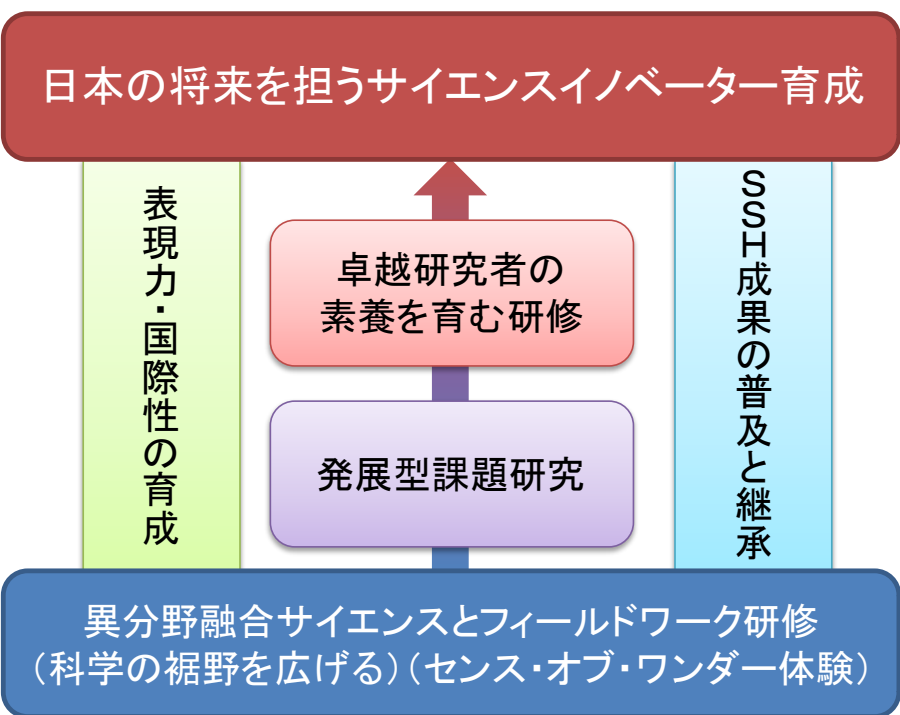 日本の将来を担うサイエンスイノベーター育成
表現力・国際性の育成
卓越研究者の
素養を育む研修
発展型課題研究
ＳＳＨ成果の普及と継承
異分野融合サイエンスとフィールドワーク研修
（科学の裾野を広げる）（センス・オブ・ワンダー体験）